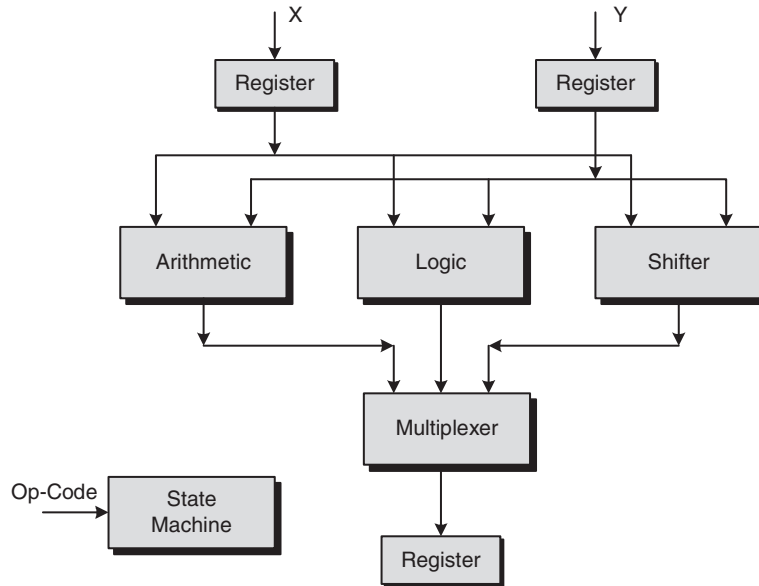 X
Y
Register
Register
Arithmetic
Logic
Shifter
Multiplexer
Op-Code
State
Machine
Register